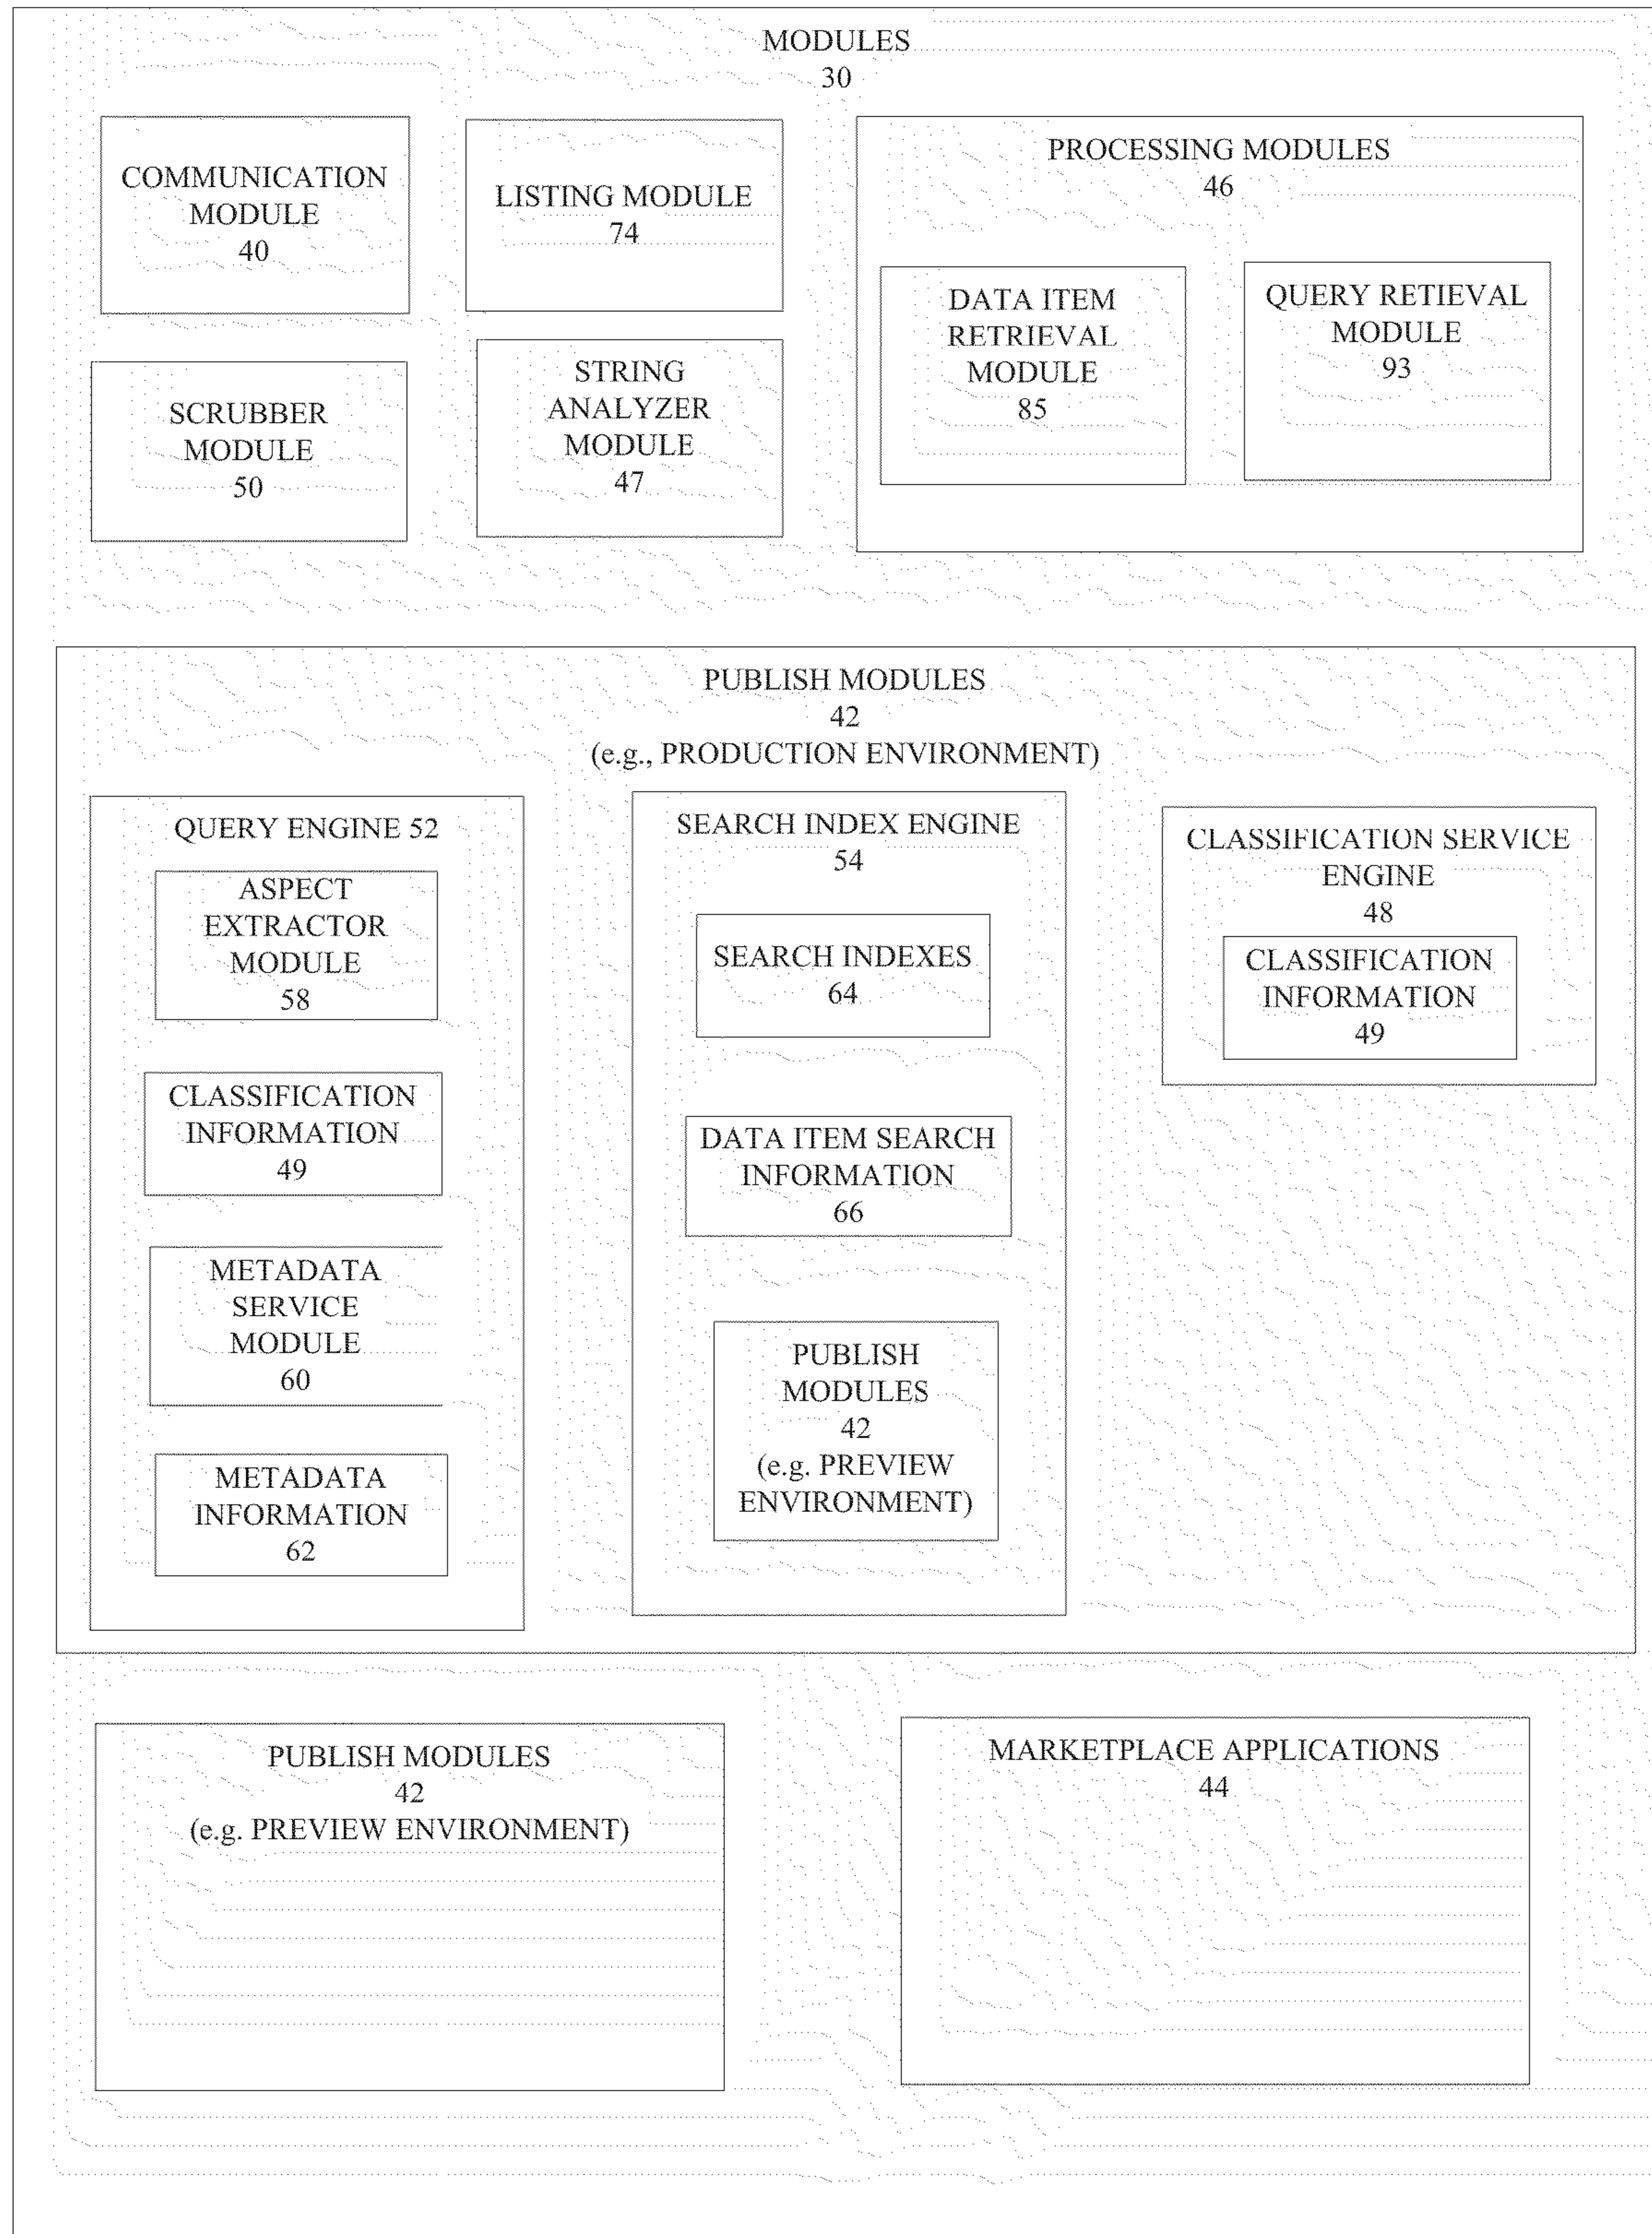 MODULES
30
COMMUNICATION
MODULE
40
LISTING MODULE
74
PROCESSING MODULES
46
DATA ITEM
RETRIEVAL
MODULE
85
QUERY RETIEVAL
MODULE
93
SCRUBBER
MODULE
50
STRING
ANALYZER
MODULE
47
PUBLISH MODULES
42
(e.g., PRODUCTION ENVIRONMENT)
QUERY ENGINE 52
ASPECT
EXTRACTOR
MODULE
58
CLASSIFICATION
INFORMATION
49
METADATA
SERVICE
MODULE
60
METADATA
INFORMATION
62
SEARCH INDEX ENGINE
54
SEARCH INDEXES
64
DATA ITEM SEARCH
INFORMATION
66
PUBLISH
MODULES
42
(e.g. PREVIEW
ENVIRONMENT)
CLASSIFICATION SERVICE
ENGINE
48
CLASSIFICATION
INFORMATION
49
PUBLISH MODULES
42
(e.g. PREVIEW ENVIRONMENT)
MARKETPLACE APPLICATIONS
44